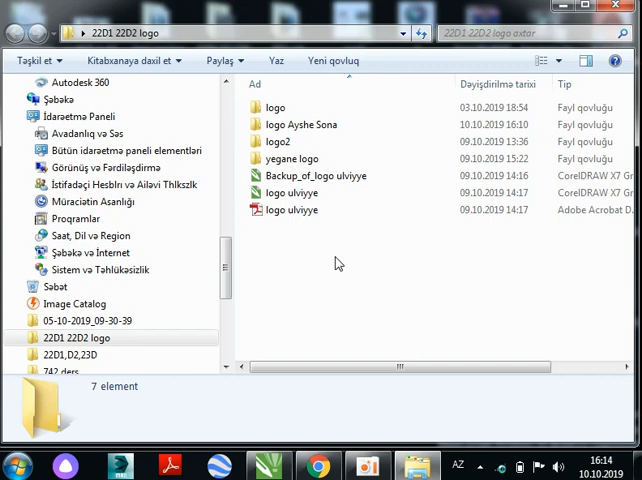 22D1 22D2 logo
22D1 22D2 logo axtar
Təşkil et
Kitabxanaya daxil et
Paylaş
Yaz
Yeni qovluq
Autodesk 360
Şəbəkə
İdarəetmə Paneli
Avadanlıq və Səs
Bütün idarəetmə paneli elementləri
Görünüş və Fərdiləşdirmə
İstifadəçi Hesbları və Ailəvi Thlkszlk
Müraciətin Asanlığı
Proqramlar
Saat, Dil və Region
Şəbəkə və İnternet
Sistem və Təhlükəsizlik
Səbət
Image Catalog
05-10-2019_09-30-39
22D1 22D2 logo
22D1,D2,23D
742 ders
Ad Dəyişdirilmə tarixi Tip
logo 03.10.2019 18:54 Fayl qovluğu
logo Ayshe Sona 10.10.2019 16:10 Fayl qovluğu
logo2 09.10.2019 13:36 Fayl qovluğu
yegane logo 09.10.2019 15:22 Fayl qovluğu
Backup_of_logo ulviyye 09.10.2019 14:16 CorelDRAW X7 Gr
logo ulviyye 09.10.2019 14:17 CorelDRAW X7 Gr
logo ulviyye 09.10.2019 14:17 Adobe Acrobat D
7 element
AZ
16:14
10.10.2019